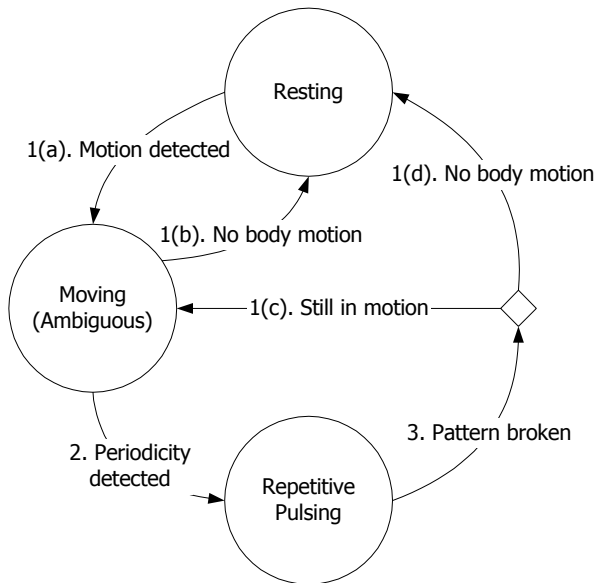 Resting
1(a). Motion detected
1(d). No body motion
1(b). No body motion
Moving
(Ambiguous)
1(c). Still in motion
2. Periodicity
detected
3. Pattern broken
Repetitive
Pulsing